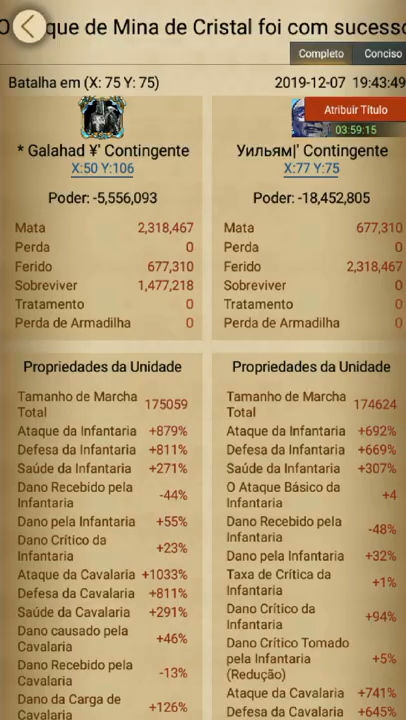 que de Mina de Cristal foi com sucesso
Completo
Conciso
Batalha em (X: 75 Y: 75)
2019-12-07 19:43:49
Atribuir Título
03:59:15
* Galahad ¥' Contingente
X:50 Y:106
Poder: -5,556,093
Mata 2,318,467
Perda 0
Ferido 677,310
Sobreviver 1,477,218
Tratamento 0
Perda de Armadilha 0
Уильям|' Contingente
X:77 Y:75
Poder: -18,452,805
Mata 677,310
Perda 0
Ferido 2,318,467
Sobreviver 0
Tratamento 0
Perda de Armadilha 0
Propriedades da Unidade
Tamanho de Marcha
Total 175059
Ataque da Infantaria +879%
Defesa da Infantaria +811%
Saúde da Infantaria +271%
Dano Recebido pela
Infantaria -44%
Dano pela Infantaria +55%
Dano Crítico da
Infantaria +23%
Ataque da Cavalaria +1033%
Defesa da Cavalaria +811%
Saúde da Cavalaria +291%
Dano causado pela
Cavalaria +46%
Dano Recebido pela
Cavalaria -13%
Dano da Carga de
Cavalaria +126%
Propriedades da Unidade
Tamanho de Marcha
Total 174624
Ataque da Infantaria +692%
Defesa da Infantaria +669%
Saúde da Infantaria +307%
O Ataque Básico da
Infantaria +4
Dano Recebido pela
Infantaria -48%
Dano pela Infantaria +32%
Taxa de Crítica da
Infantaria +1%
Dano Crítico da
Infantaria +94%
Dano Crítico Tomado
pela Infantaria +5%
(Redução)
Ataque da Cavalaria +741%
Defesa da Cavalaria +645%